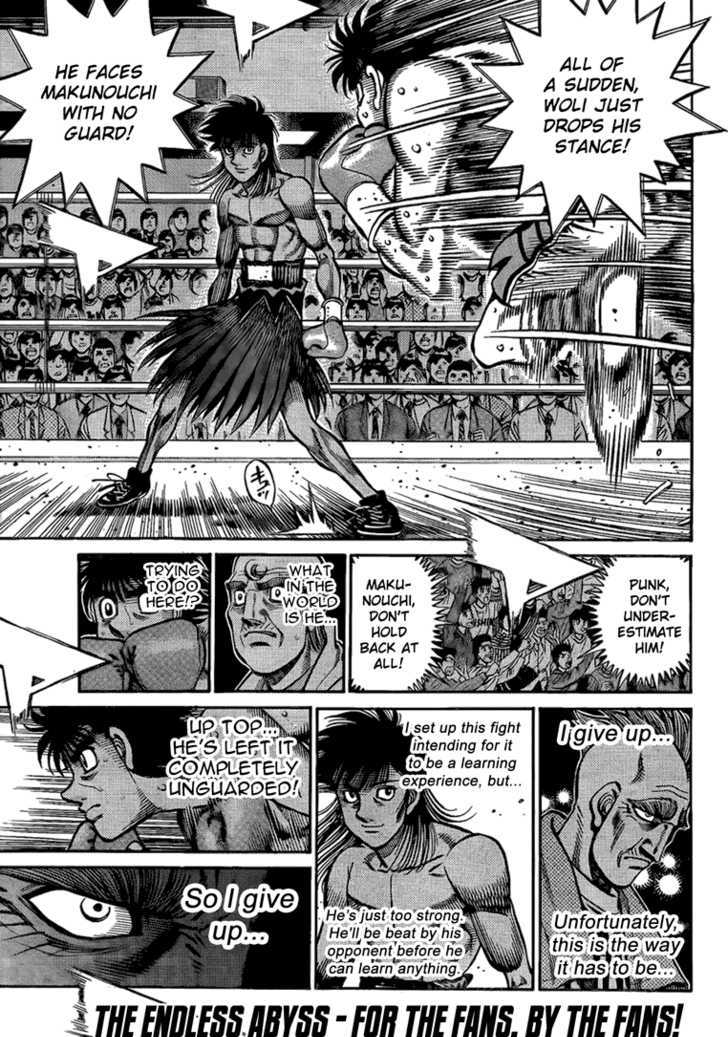 ALL OF
A SUDDEN,
WOLI JUST
DROPS HIS
STANCE!
HE FACES
MAKUNOUCHI
WITH NO
GUARD!
キュッ
PUNK,
DON'T
UNDER-
ESTIMATE
HIM!
MAKU-
NOUCHI,
DON'T
HOLD
BACK AT
ALL!
WHAT
IN THE
WORLD
IS HE...
TRYING
TO DO
HERE!?
I give up...
Unfortunately,
this is the way
it has to be...
I set up this fight
intending for it
to be a learning
experience, but...
He's just too strong.
He'll be beat by his
opponent before he
can learn anything.
UP TOP...
HE'S LEFT IT
COMPLETELY
UNGUARDED!
So I give
up...
THE ENDLESS ABYSS - FOR THE FANS, BY THE FANS!